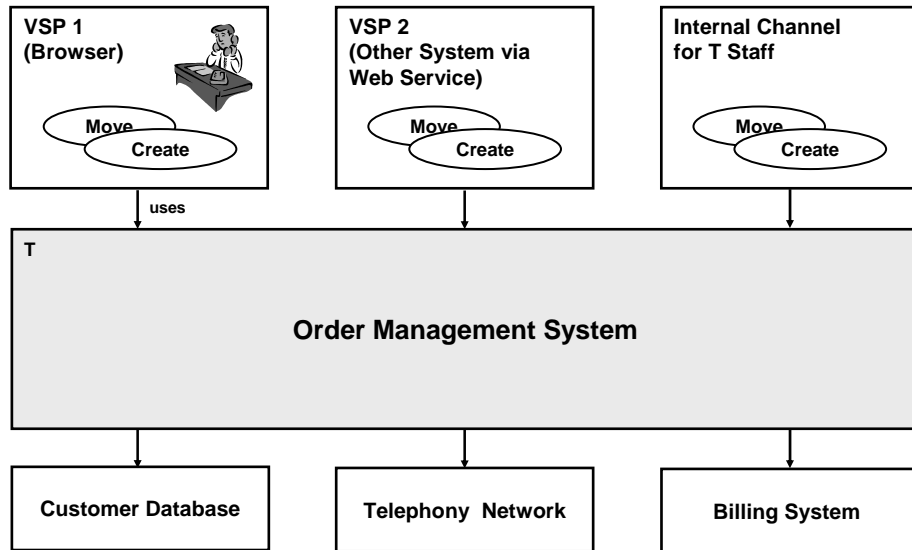 VSP 1
(Browser)
Move
Create
VSP 2
(Other System via
Web Service)
Move
Create
Internal Channel
for T Staff
Move
Create
uses
T
Order Management System
Customer Database
Telephony Network
Billing System